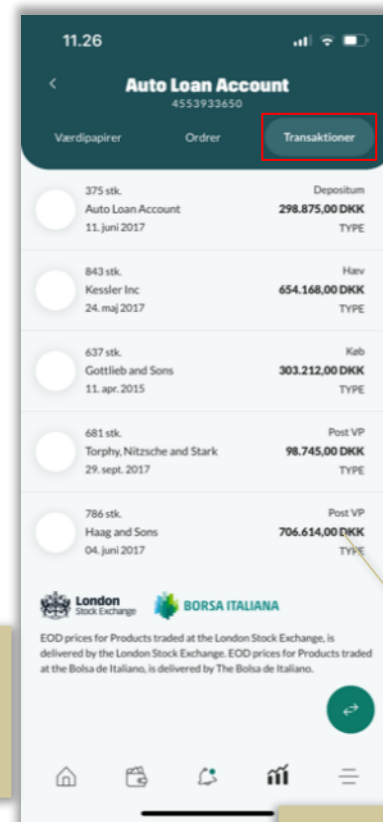 11.26
Auto Loan Account
4553933650
Værdipapirer Ordrer Transaktioner
375 stk. Depositum
Auto Loan Account 298.875,00 DKK
11. juni 2017 TYPE
843 stk. Hæv
Kessler Inc 654.168,00 DKK
24. maj 2017 TYPE
637 stk. Køb
Gottlieb and Sons 303.212,00 DKK
11. apr. 2015 TYPE
681 stk. Post VP
Torphy, Nitzsche and Stark 98.745,00 DKK
29. sept. 2017 TYPE
786 stk. Post VP
Haag and Sons 706.614,00 DKK
04. juni 2017 TYPE
London
Stock Exchange
BORSA ITALIANA
EOD prices for Products traded at the London Stock Exchange, is
delivered by the London Stock Exchange. EOD prices for Products traded
at the Bolsa de Italiano, is delivered by The Bolsa de Italiano.